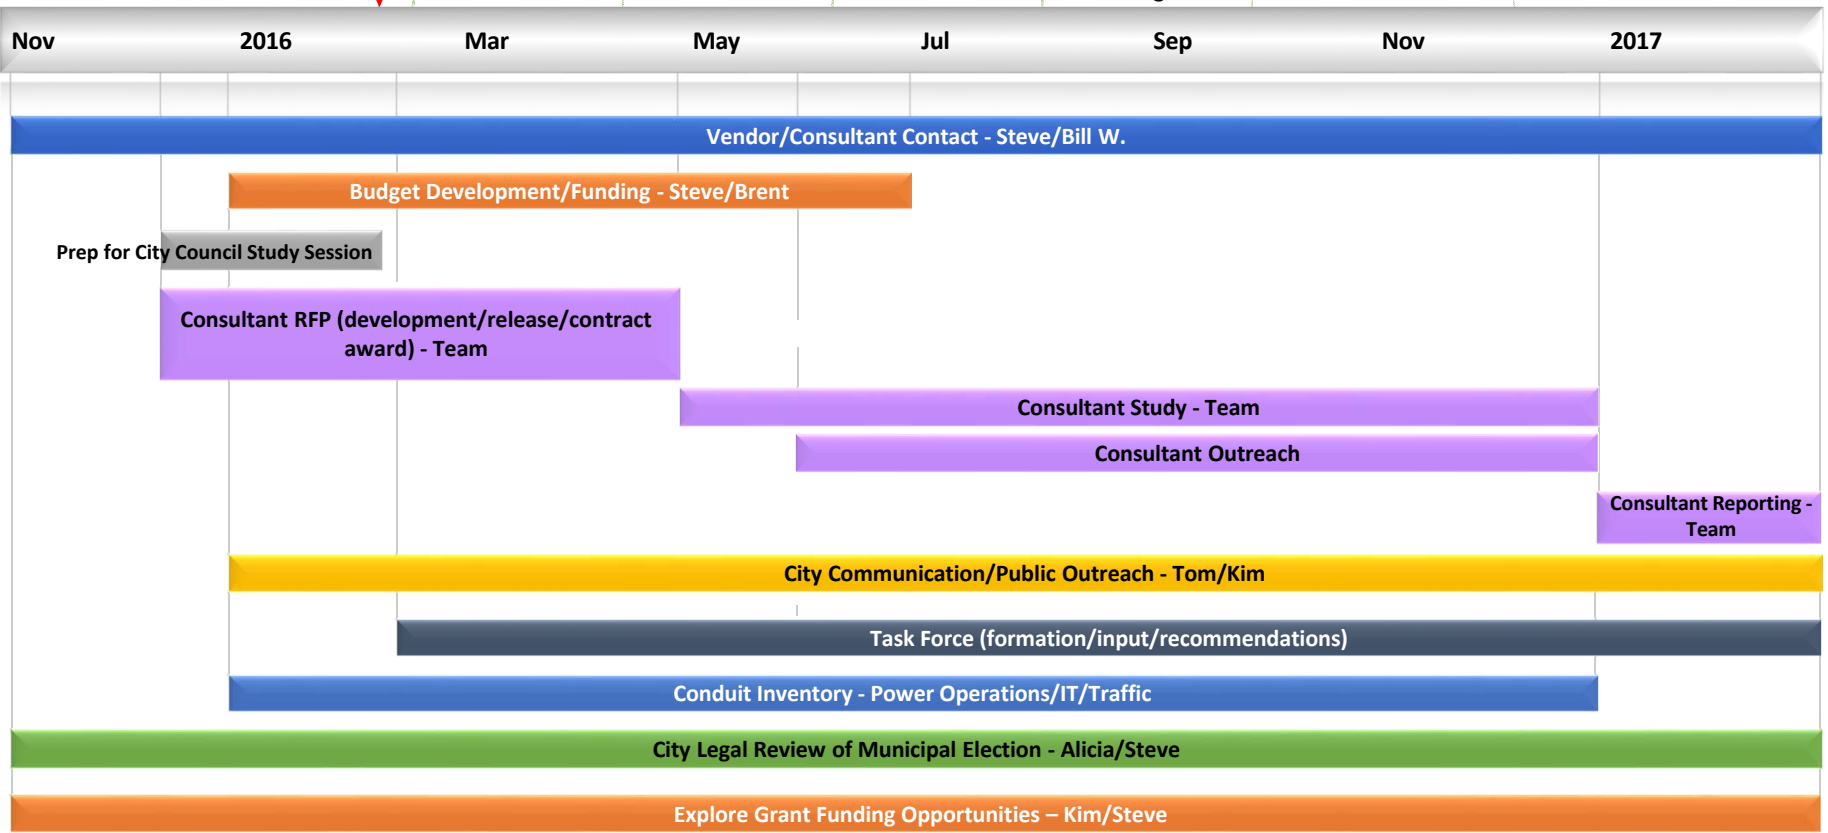 Nov 2016 Mar May Jul Sep Nov 2017
Vendor/Consultant Contact - Steve/Bill W.
Budget Development/Funding - Steve/Brent
Prep for City Council Study Session
Consultant RFP (development/release/contract
award) - Team
Consultant Study - Team
Consultant Outreach
Consultant Reporting -
Team
City Communication/Public Outreach - Tom/Kim
Task Force (formation/input/recommendations)
Conduit Inventory - Power Operations/IT/Traffic
City Legal Review of Municipal Election - Alicia/Steve
Explore Grant Funding Opportunities – Kim/Steve